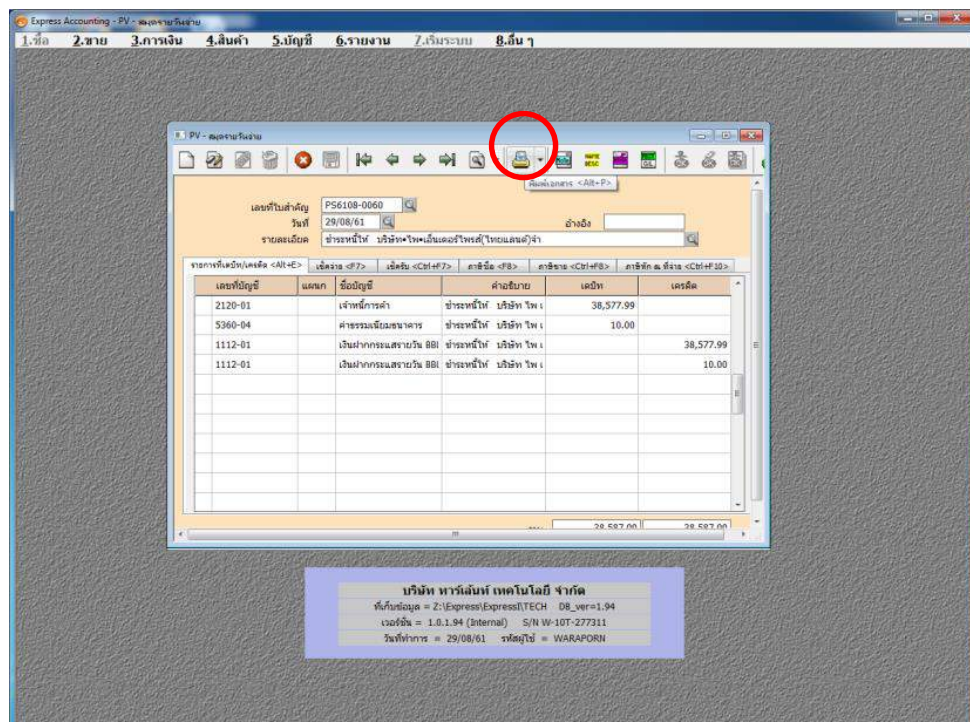 Express Accounting - PV - สมุดรายวันจ่าย
1.ซื้อ 2.ขาย 3.การเงิน 4.สินค้า 5.บัญชี 6.รายงาน 7.เริ่มระบบ 8.อื่น ๆ
PV - สมุดรายวันจ่าย
พิมพ์เอกสาร <Alt+P>
เลขที่ใบสำคัญ PS6108-0060
วันที่ 29/08/61 อ้างอิง
รายละเอียด ชำระหนี้ให้ บริษัท•ไพ•เอ็นเตอร์ไพรส์(ไทยแลนด์)จำ
รายการที่เดบิท/เครดิต <Alt+E> เช็คจ่าย <F7> เช็ครับ <Ctrl+F7> ภาษีซื้อ <F8> ภาษีขาย <Ctrl+F8> ภาษีหัก ณ ที่จ่าย <Ctrl+F10>
เลขที่บัญชี แผนก ชื่อบัญชี คำอธิบาย เดบิท เครดิต
2120-01 เจ้าหนี้การค้า ชำระหนี้ให้ บริษัท ไพ เ 38,577.99
5360-04 ค่าธรรมเนียมธนาคาร ชำระหนี้ให้ บริษัท ไพ เ 10.00
1112-01 เงินฝากกระแสรายวัน BBI ชำระหนี้ให้ บริษัท ไพ เ 38,577.99
1112-01 เงินฝากกระแสรายวัน BBI ชำระหนี้ให้ บริษัท ไพ เ 10.00
38,587.99 38,587.99
บริษัท ทาร์เล้นท์ เทคโนโลยี จำกัด
ที่เก็บข้อมูล = Z:\Express\ExpressI\TECH DB_ver=1.94
เวอร์ชั่น = 1.0.1.94 (Internal) S/N W-10T-277311
วันที่ทำการ = 29/08/61 รหัสผู้ใช้ = WARAPORN